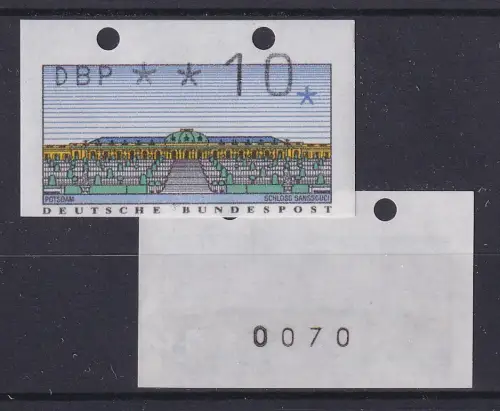 DBP * * 10 *
POTSDAM SCHLOSS SANSSOUCI
DEUTSCHE BUNDESPOST
0070